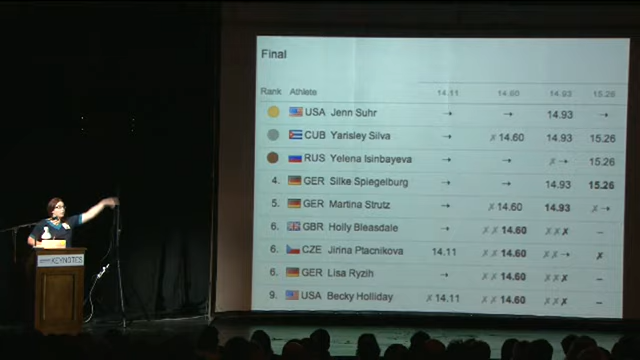 Final
Rank Athlete 14.11 14.60 14.93 15.26
USA Jenn Suhr → → 14.93 →
CUB Yarisley Silva → x 14.60 14.93 15.26
RUS Yelena Isinbayeva → → x → 15.26
4. GER Silke Spiegelburg → → 14.93 15.26
5. GER Martina Strutz → x 14.60 14.93 x →
6. GBR Holly Bleasdale → x x 14.60 x x x –
6. CZE Jirina Ptacnikova 14.11 x x 14.60 x x → x
6. GER Lisa Ryzih → x x 14.60 x x x –
9. USA Becky Holliday x 14.11 x x 14.60 x x x –
KEYNOTES